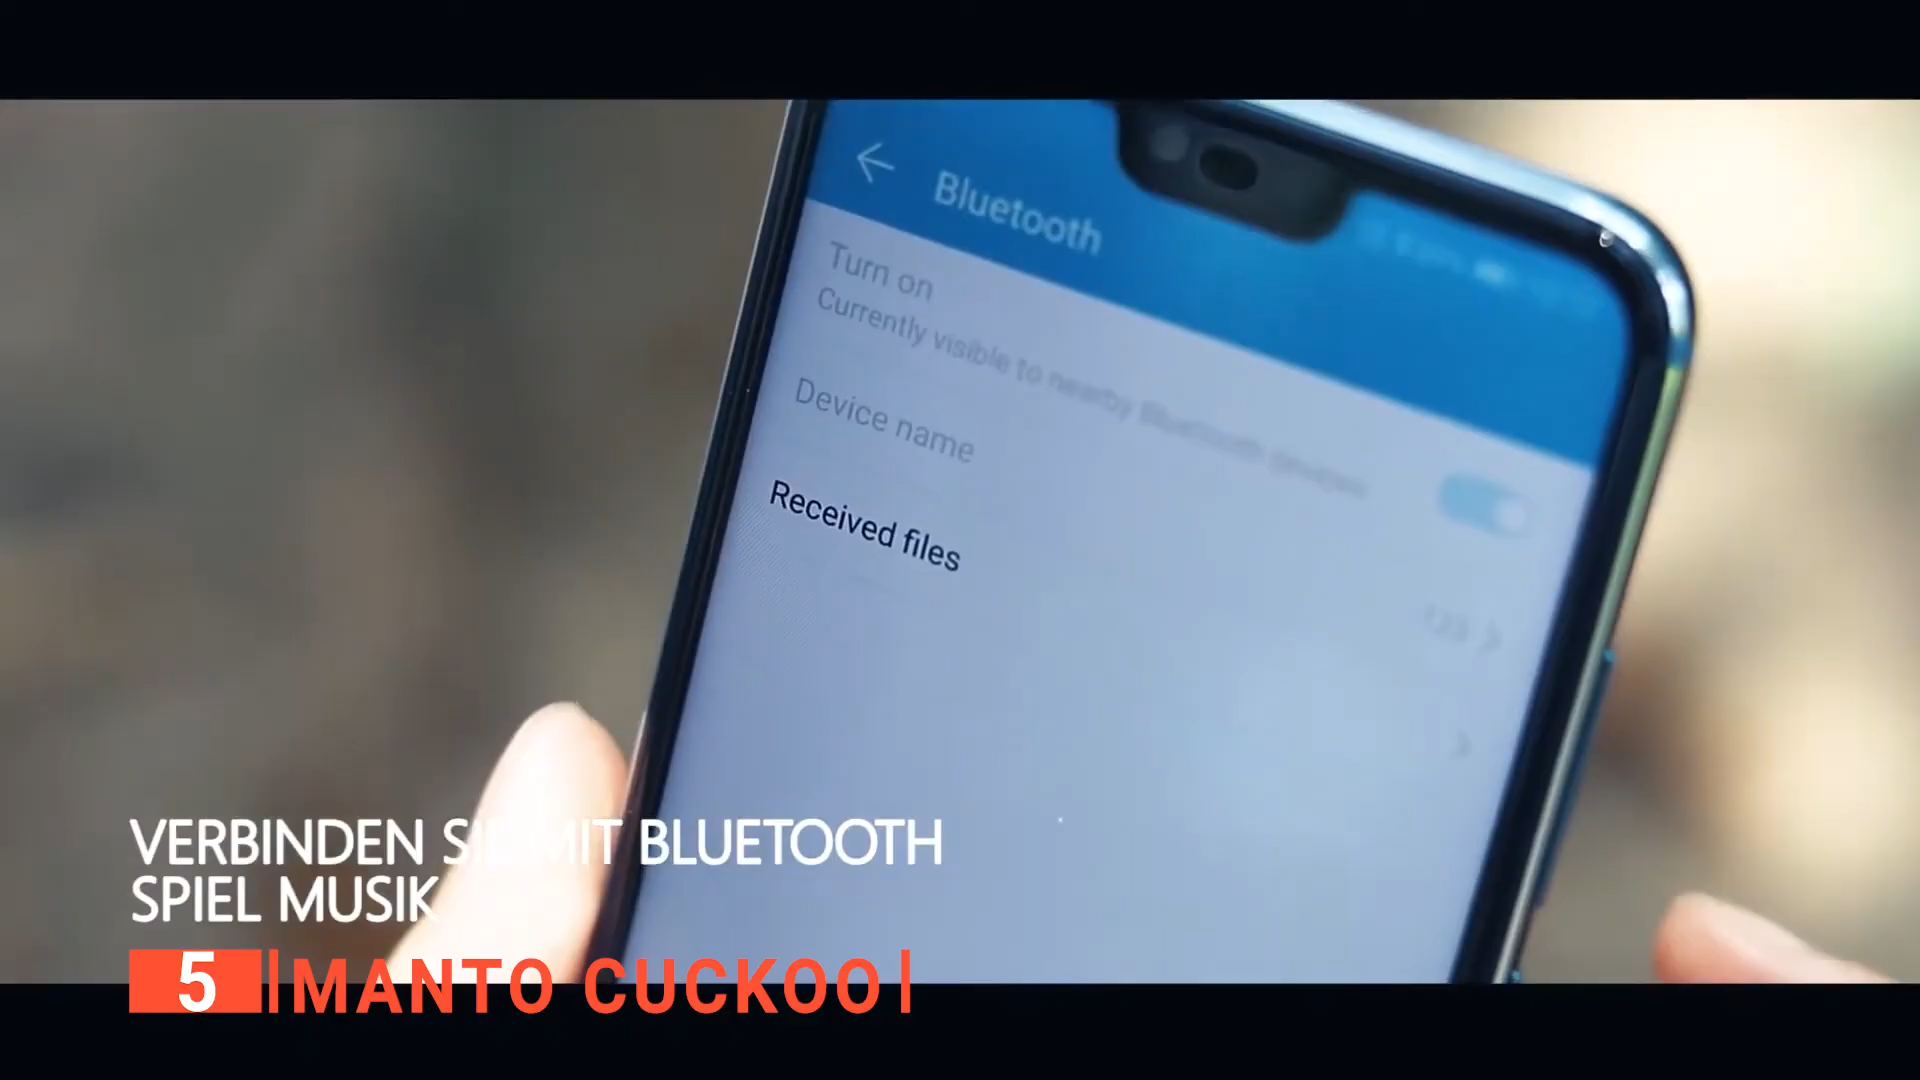 Bluetooth
Turn on
Currently visible to nearby Bluetooth devices
Device name
123
Received files
VERBINDEN SIE MIT BLUETOOTH
SPIEL MUSIK
5 MANTO CUCKOO